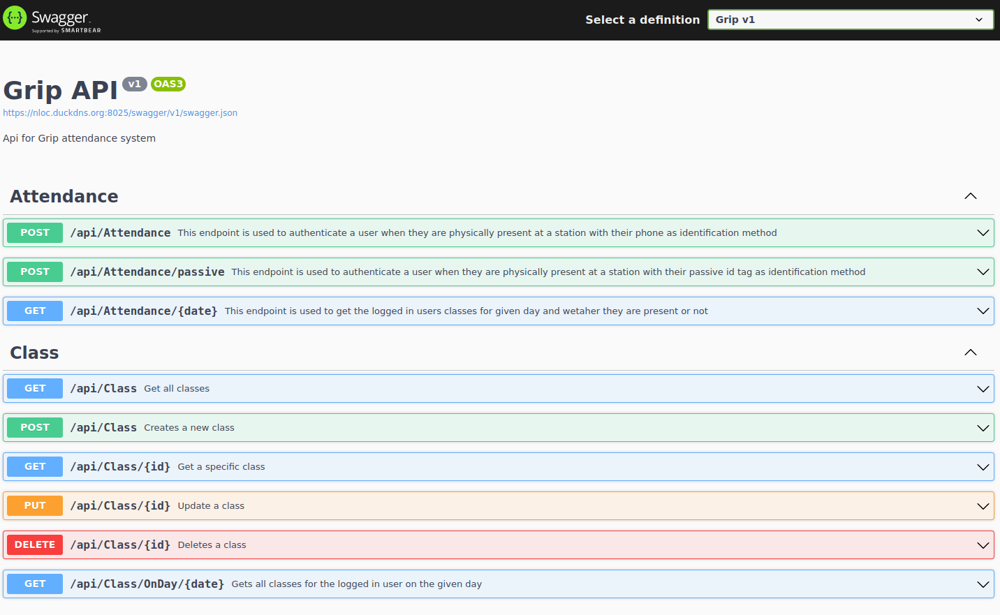 Swagger.
Supported by SMARTBEAR
Select a definition
Grip v1
Grip API v1 OAS3
https://nloc.duckdns.org:8025/swagger/v1/swagger.json
Api for Grip attendance system
Attendance
POST /api/Attendance This endpoint is used to authenticate a user when they are physically present at a station with their phone as identification method
POST /api/Attendance/passive This endpoint is used to authenticate a user when they are physically present at a station with their passive id tag as identification method
GET /api/Attendance/{date} This endpoint is used to get the logged in users classes for given day and wetaher they are present or not
Class
GET /api/Class Get all classes
POST /api/Class Creates a new class
GET /api/Class/{id} Get a specific class
PUT /api/Class/{id} Update a class
DELETE /api/Class/{id} Deletes a class
GET /api/Class/OnDay/{date} Gets all classes for the logged in user on the given day